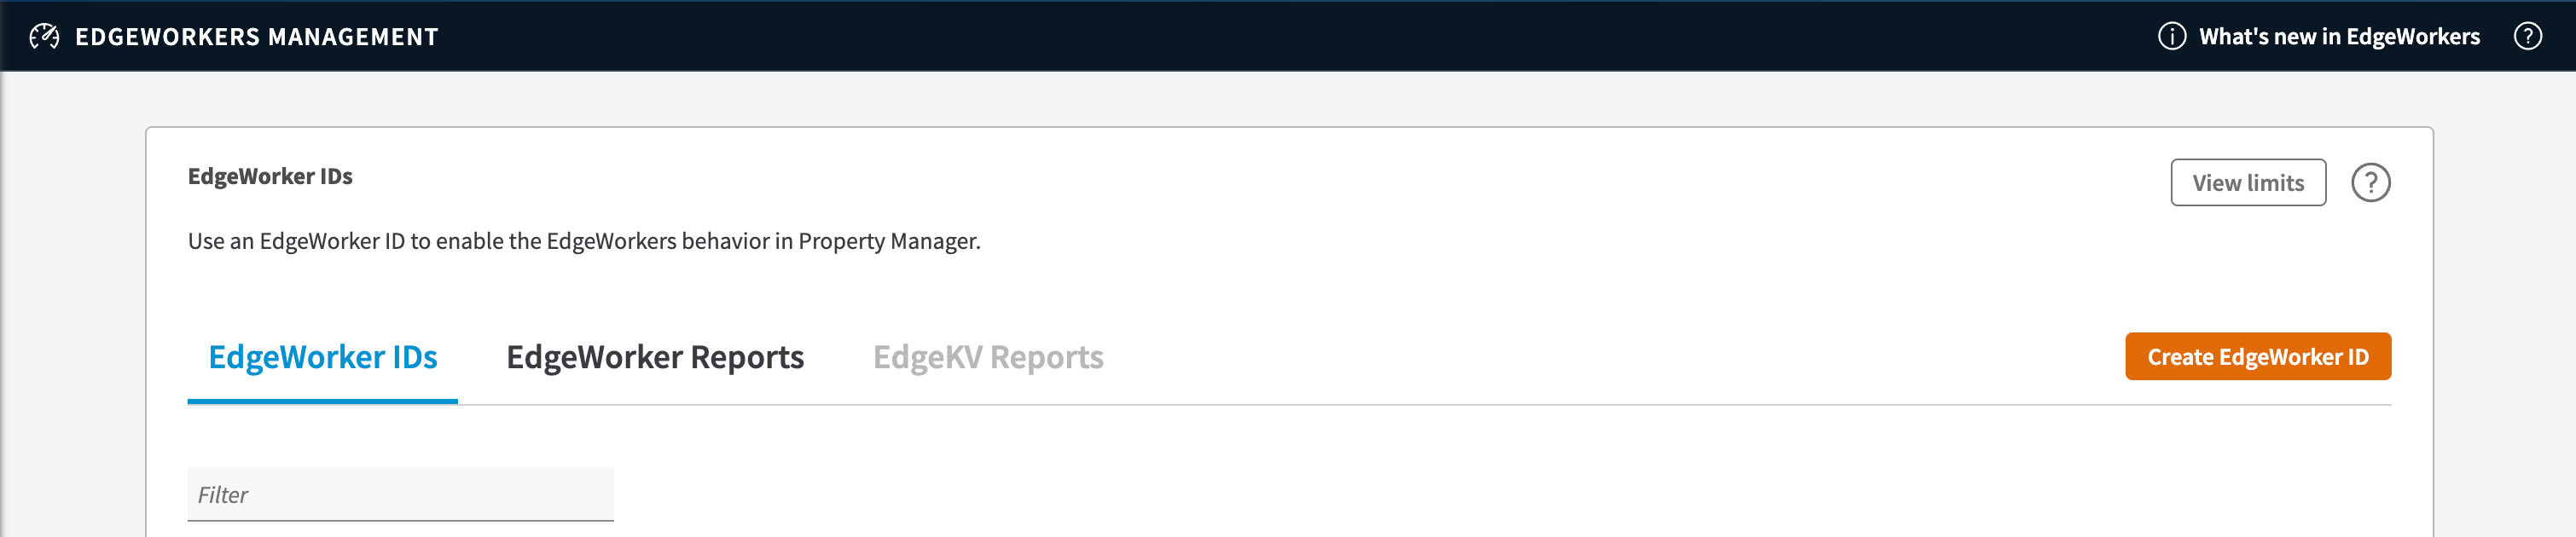 EDGEWORKERS MANAGEMENT
What's new in EdgeWorkers
?
EdgeWorker IDs
View limits
?
Use an EdgeWorker ID to enable the EdgeWorkers behavior in Property Manager.
EdgeWorker IDs
EdgeWorker Reports
EdgeKV Reports
Create EdgeWorker ID
Filter